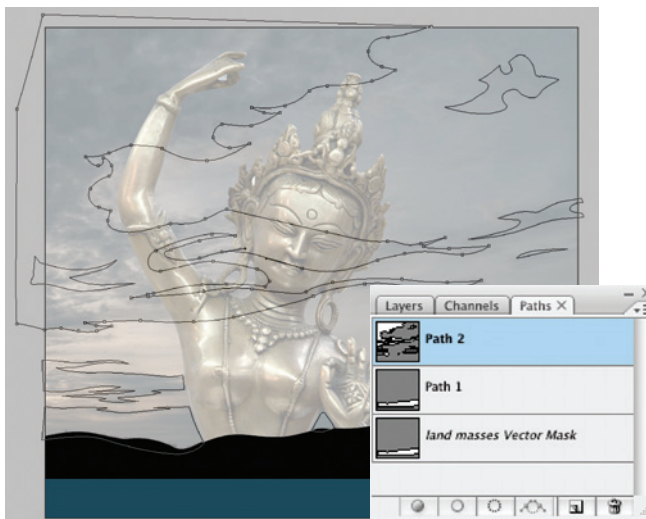 Layers Channels Paths X
Path 2
Path 1
land masses Vector Mask